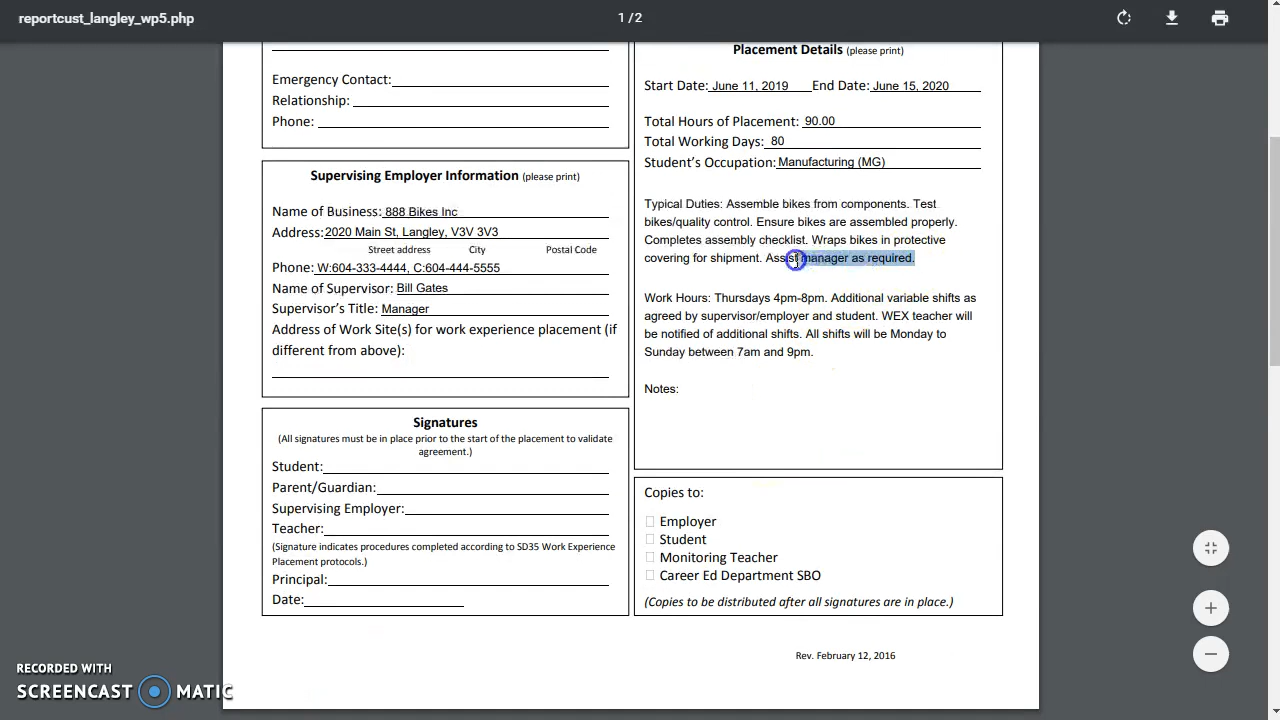 reportcust_langley_wp5.php
1 / 2
Emergency Contact:
Relationship:
Phone:
Supervising Employer Information (please print)
Name of Business: 888 Bikes Inc
Address: 2020 Main St, Langley, V3V 3V3
Street address City Postal Code
Phone: W:604-333-4444, C:604-444-5555
Name of Supervisor: Bill Gates
Supervisor's Title: Manager
Address of Work Site(s) for work experience placement (if
different from above):
Signatures
(All signatures must be in place prior to the start of the placement to validate
agreement.)
Student:
Parent/Guardian:
Supervising Employer:
Teacher:
(Signature indicates procedures completed according to SD35 Work Experience
Placement protocols.)
Principal:
Date:
Placement Details (please print)
Start Date: June 11, 2019 End Date: June 15, 2020
Total Hours of Placement: 90.00
Total Working Days: 80
Student's Occupation: Manufacturing (MG)
Typical Duties: Assemble bikes from components. Test
bikes/quality control. Ensure bikes are assembled properly.
Completes assembly checklist. Wraps bikes in protective
covering for shipment. Assist manager as required.
Work Hours: Thursdays 4pm-8pm. Additional variable shifts as
agreed by supervisor/employer and student. WEX teacher will
be notified of additional shifts. All shifts will be Monday to
Sunday between 7am and 9pm.
Notes:
Copies to:
Employer
Student
Monitoring Teacher
Career Ed Department SBO
(Copies to be distributed after all signatures are in place.)
Rev. February 12, 2016
RECORDED WITH
SCREENCAST MATIC